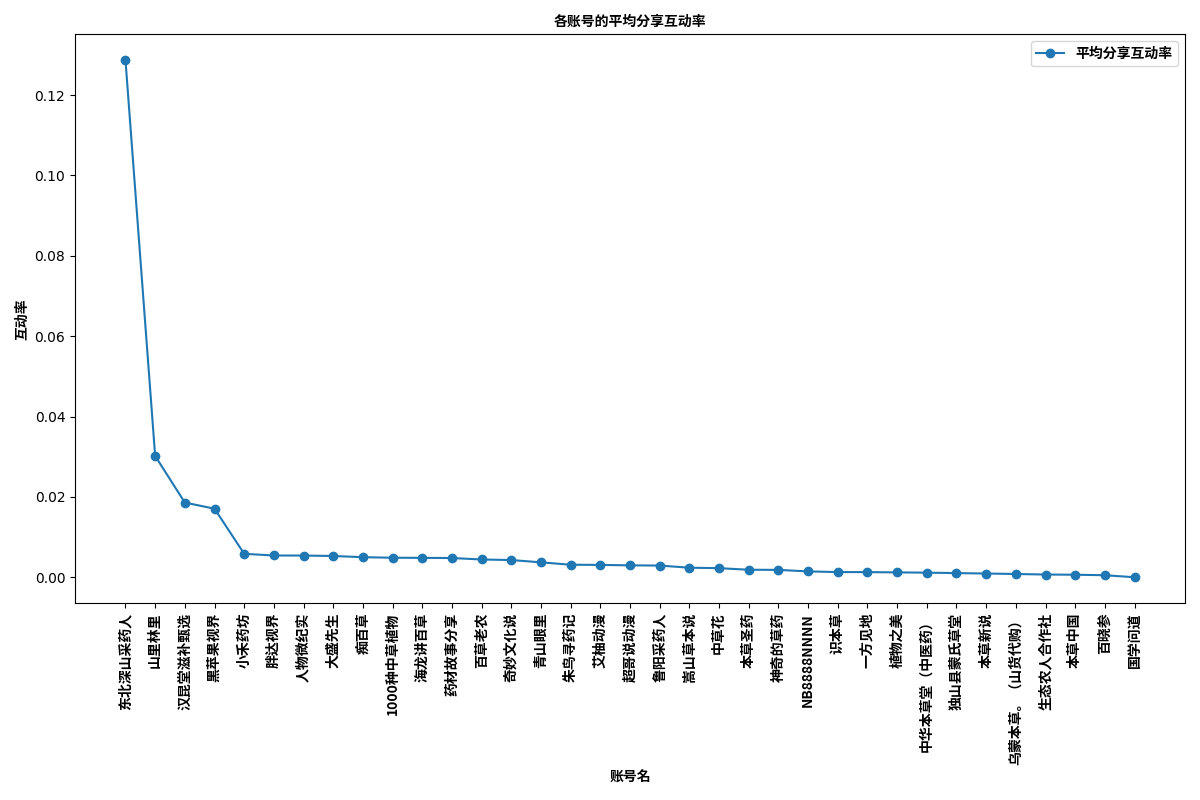 各账号的平均分享互动率
平均分享互动率
互动率
0.12
0.10
0.08
0.06
0.04
0.02
0.00
东北深山采药人
山里林里
汉昆堂滋补甄选
黑苹果视界
小禾药坊
胖达视界
人物微纪实
大盛先生
痴百草
1000种中草植物
海龙讲百草
药材故事分享
百草老农
奇妙文化说
青山眼里
朱鸟寻药记
艾柚动漫
超哥说动漫
鲁阳采药人
嵩山草本说
中草花
本草圣药
神奇的草药
NB8888NNNN
识本草
一方见地
植物之美
中华本草堂（中医药）
独山县蒙氏草堂
本草新说
乌蒙本草。（山货代购）
生态农人合作社
本草中国
百晓参
国学问道
账号名